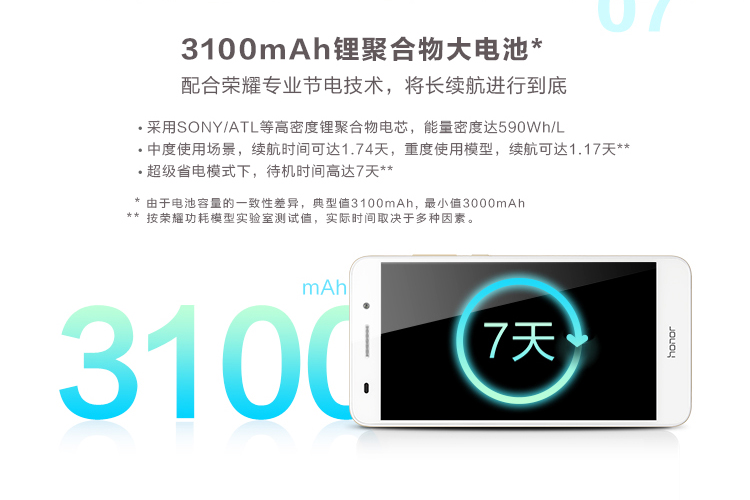 07
3100mAh锂聚合物大电池*
配合荣耀专业节电技术，将长续航进行到底
•采用SONY/ATL等高密度锂聚合物电芯，能量密度达590Wh/L
•中度使用场景，续航时间可达1.74天，重度使用模型，续航可达1.17天**
•超级省电模式下，待机时间高达7天**
* 由于电池容量的一致性差异，典型值3100mAh, 最小值3000mAh
** 按荣耀功耗模型实验室测试值，实际时间取决于多种因素。
mAh
3100
7天
honor